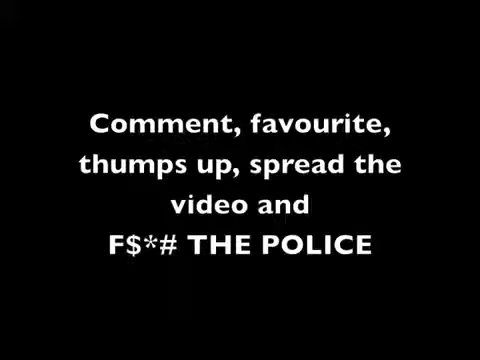 Comment, favourite,
thumps up, spread the
video and
F$*# THE POLICE